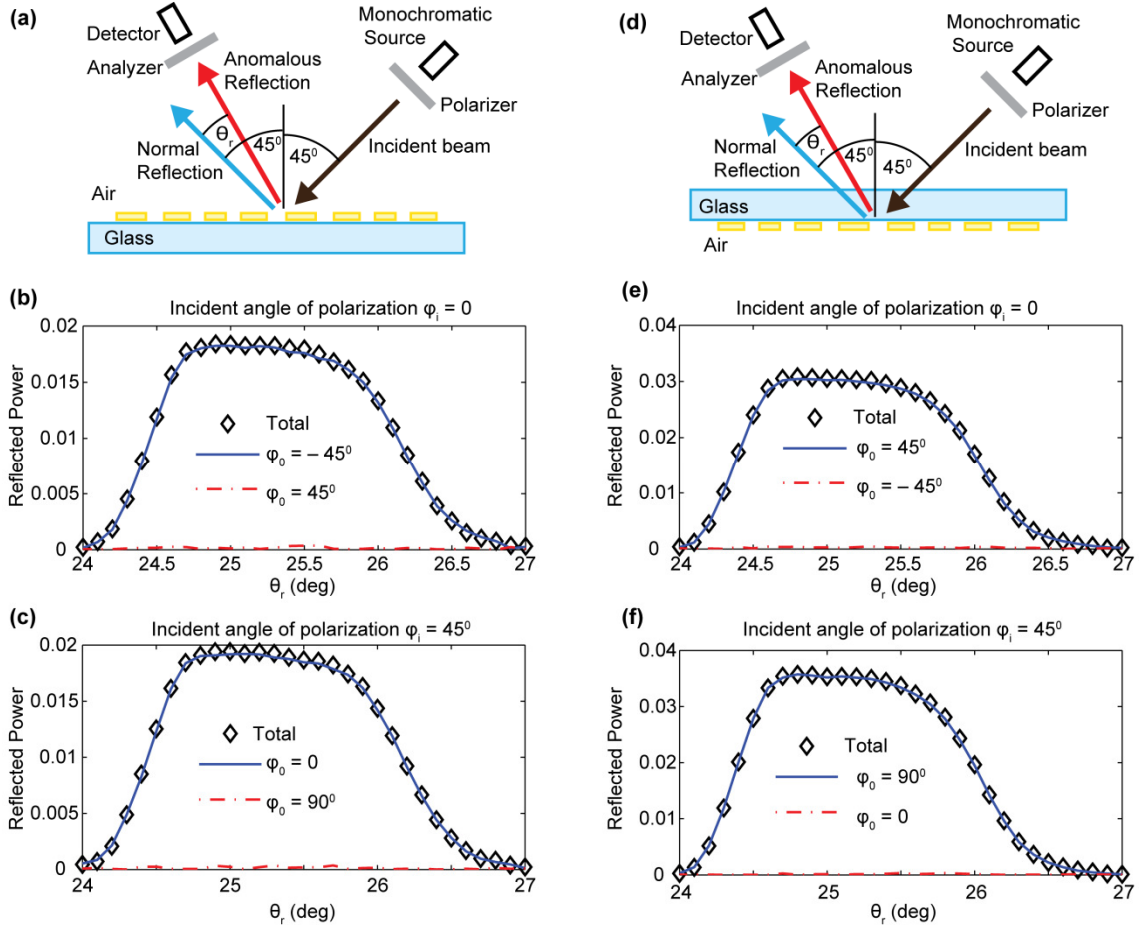 (a)
Detector
Analyzer
Anomalous
Reflection
Monochromatic
Source
Polarizer
θr
45⁰
45⁰
Normal
Reflection
Incident beam
Air
Glass
(d)
Detector
Analyzer
Anomalous
Reflection
Monochromatic
Source
Polarizer
θr
45⁰
45⁰
Normal
Reflection
Incident beam
Glass
Air
(b)
Incident angle of polarization φi = 0
Reflected Power
0.02
0.015
0.01
0.005
0
Total
φ0 = – 45⁰
φ0 = 45⁰
24 24.5 25 25.5 26 26.5 27
θr (deg)
(e)
Incident angle of polarization φi = 0
Reflected Power
0.04
0.03
0.02
0.01
0
Total
φ0 = 45⁰
φ0 = – 45⁰
24 24.5 25 25.5 26 26.5 27
θr (deg)
(c)
Incident angle of polarization φi = 45⁰
Reflected Power
0.02
0.015
0.01
0.005
0
Total
φ0 = 0
φ0 = 90⁰
24 25 26 27
θr (deg)
(f)
Incident angle of polarization φi = 45⁰
Reflected Power
0.04
0.03
0.02
0.01
0
Total
φ0 = 90⁰
φ0 = 0
24 25 26 27
θr (deg)